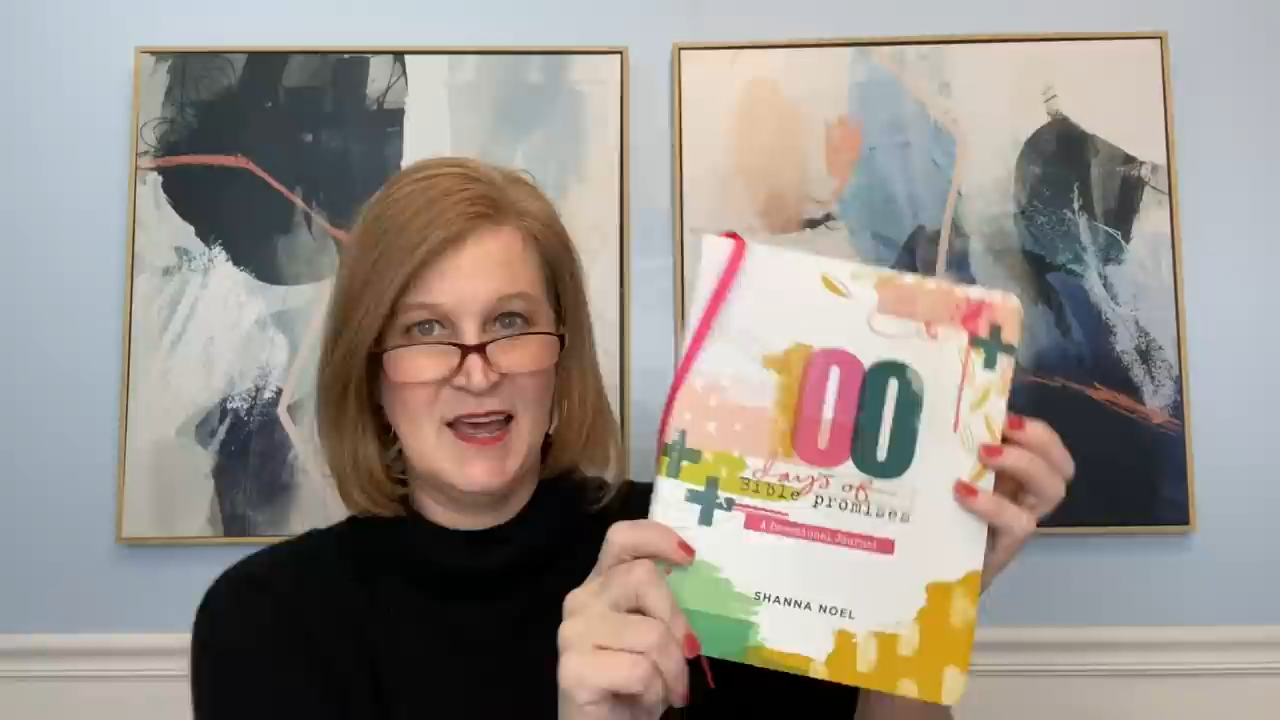 100
days of
Bible promises
A Devotional Journal
SHANNA NOEL